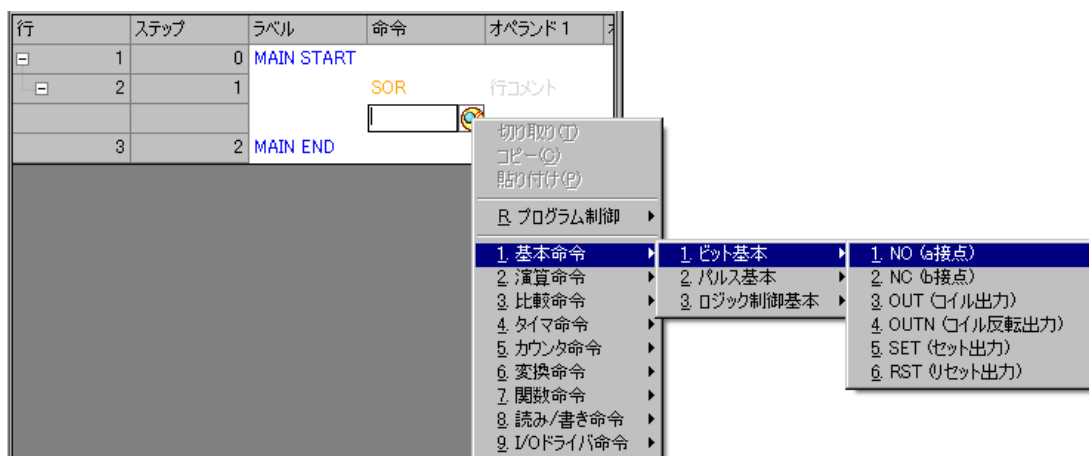 行 ステップ ラベル 命令 オペランド 1
1 0 MAIN START
2 1 SOR 行コメント
3 2 MAIN END
切り取り(T)
コピー(C)
貼り付け(P)
R. プログラム制御
1. 基本命令
2. 演算命令
3. 比較命令
4. タイマ命令
5. カウンタ命令
6. 変換命令
7. 関数命令
8. 読み/書き命令
9. I/Oドライバ命令
1. ビット基本
2. パルス基本
3. ロジック制御基本
1. NO (a接点)
2. NC (b接点)
3. OUT (コイル出力)
4. OUTN (コイル反転出力)
5. SET (セット出力)
6. RST (リセット出力)